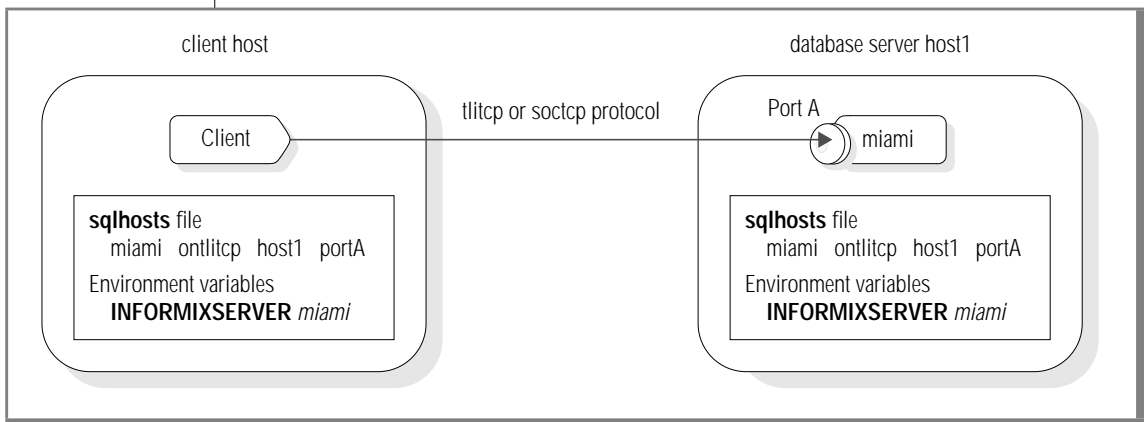 client host
database server host1
tlitcp or soctcp protocol
Port A
Client
miami
sqlhosts file
miami ontlitcp host1 portA
Environment variables
INFORMIXSERVER miami
sqlhosts file
miami ontlitcp host1 portA
Environment variables
INFORMIXSERVER miami